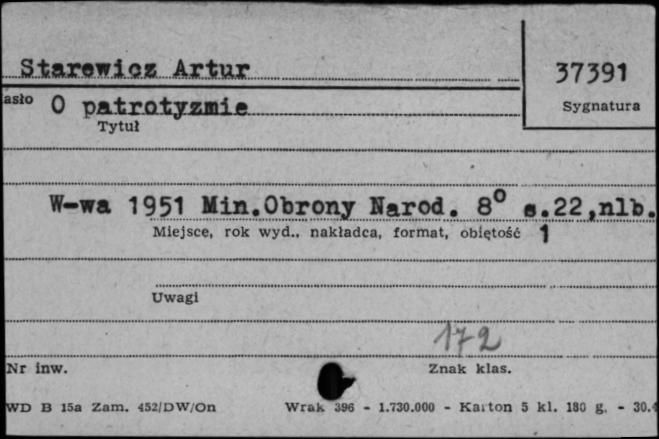 Starewicz Artur
37391
Sygnatura
asło O patrotyzmie
Tytuł
W-wa 1951 Min.Obrony Narod. 8° s.22,nlb.
Miejsce, rok wyd., nakładca, format, obiętość 1
Uwagi
172
Nr inw. Znak klas.
WD B 15a Zam. 452/DW/On Wrak 396 - 1.730.000 - Karton 5 kl. 180 g. - 30.4